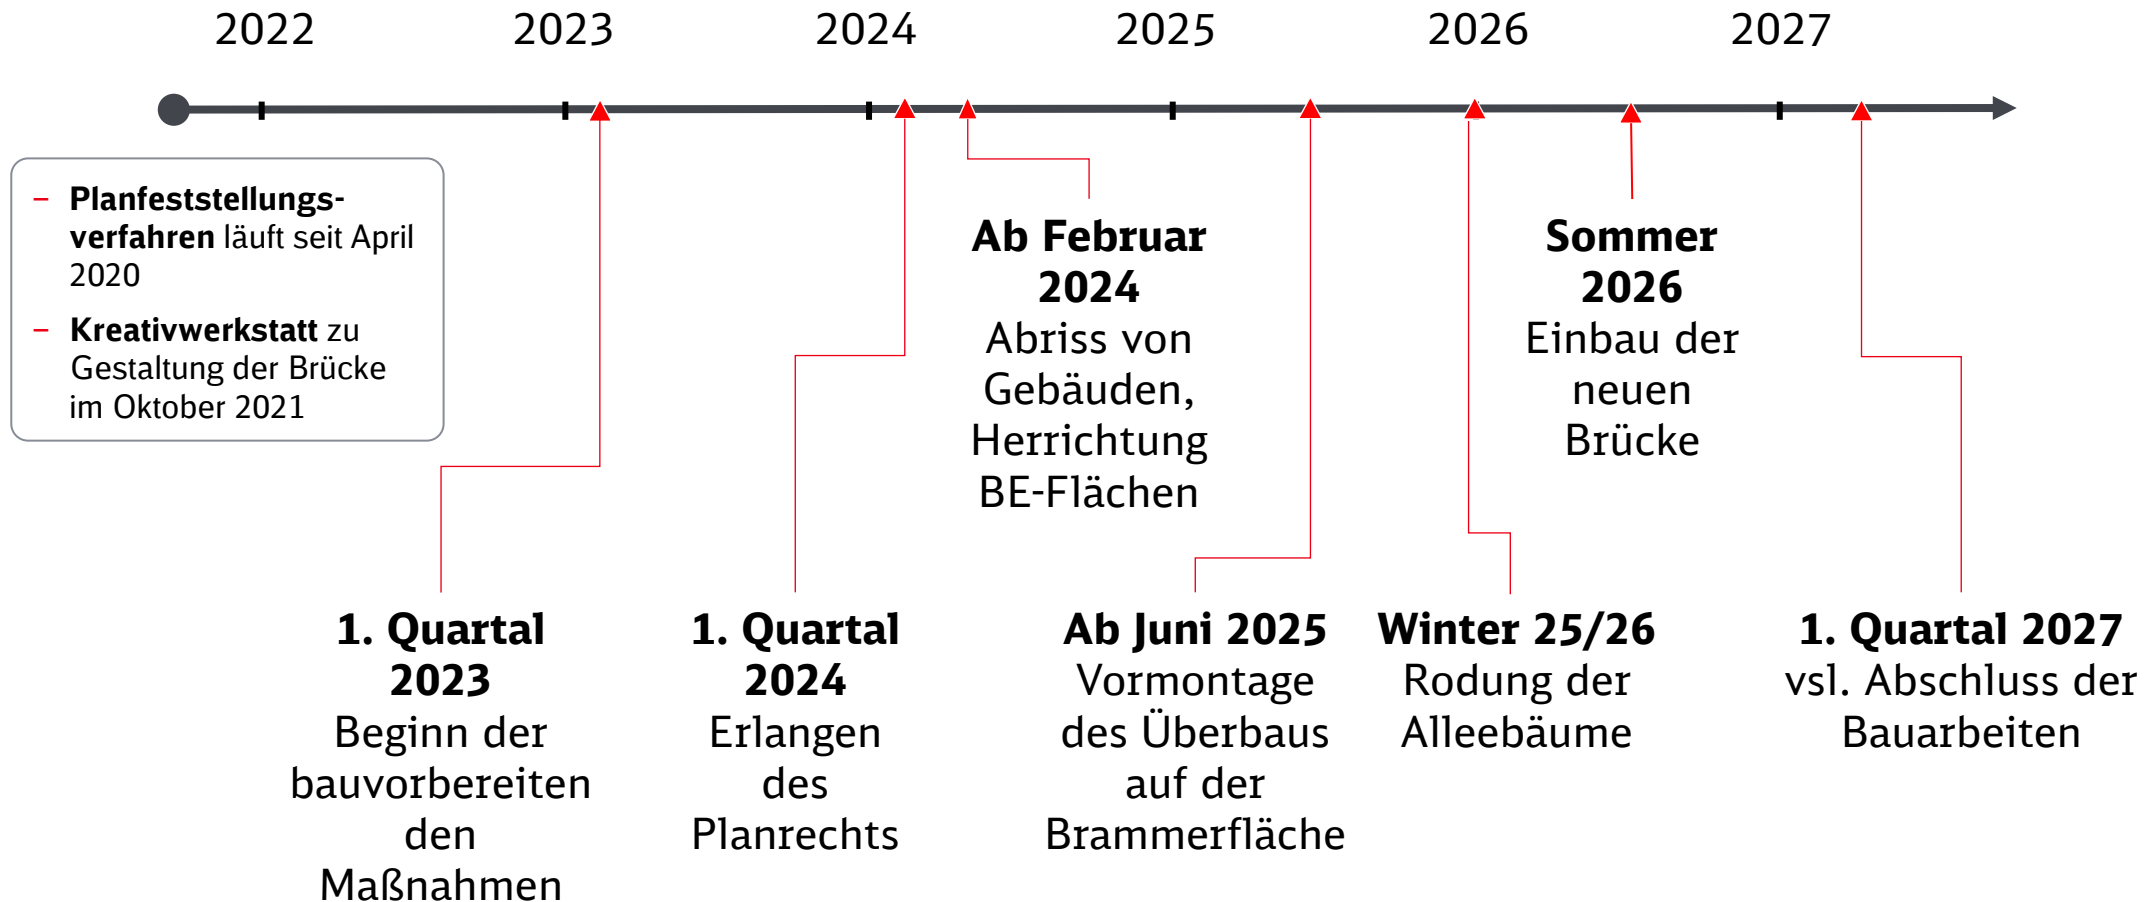 2022 2023 2024 2025 2026 2027
– Planfeststellungs-
verfahren läuft seit April
2020
– Kreativwerkstatt zu
Gestaltung der Brücke
im Oktober 2021
Ab Februar
2024
Abriss von
Gebäuden,
Herrichtung
BE-Flächen
Sommer
2026
Einbau der
neuen
Brücke
1. Quartal
2023
Beginn der
bauvorbereiten
den
Maßnahmen
1. Quartal
2024
Erlangen
des
Planrechts
Ab Juni 2025
Vormontage
des Überbaus
auf der
Brammerfläche
Winter 25/26
Rodung der
Alleebäume
1. Quartal 2027
vsl. Abschluss der
Bauarbeiten